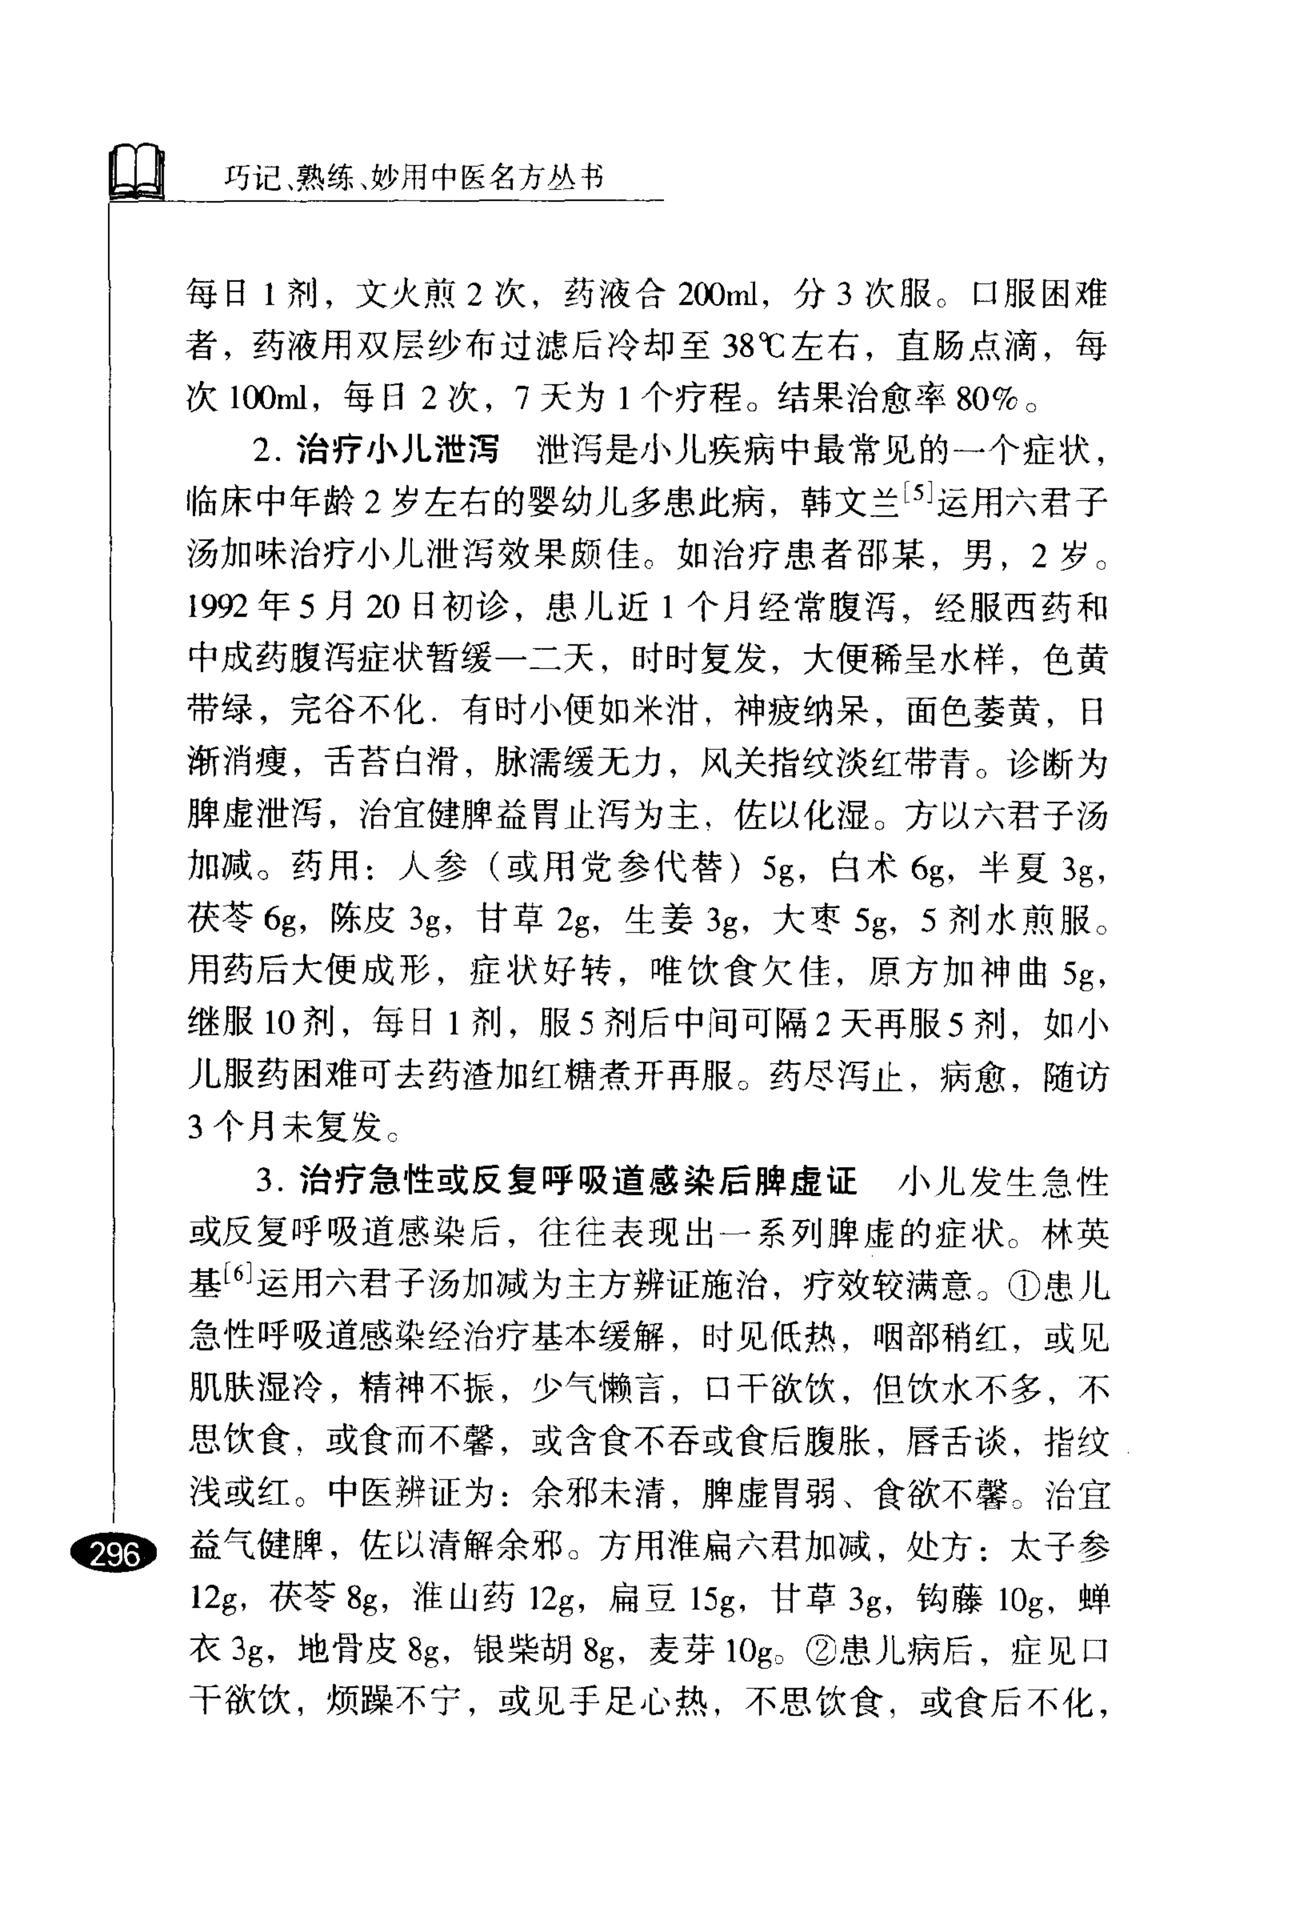 巧记、熟练、妙用中医名方丛书
每日 1 剂，文火煎 2 次，药液合 200ml，分 3 次服。口服困难
者，药液用双层纱布过滤后冷却至 38℃左右，直肠点滴，每
次 100ml，每日 2 次，7 天为 1 个疗程。结果治愈率 80%。
2. 治疗小儿泄泻　泄泻是小儿疾病中最常见的一个症状，
临床中年龄 2 岁左右的婴幼儿多患此病，韩文兰[5]运用六君子
汤加味治疗小儿泄泻效果颇佳。如治疗患者邵某，男，2 岁。
1992 年 5 月 20 日初诊，患儿近 1 个月经常腹泻，经服西药和
中成药腹泻症状暂缓一二天，时时复发，大便稀呈水样，色黄
带绿，完谷不化．有时小便如米泔，神疲纳呆，面色萎黄，日
渐消瘦，舌苔白滑，脉濡缓无力，风关指纹淡红带青。诊断为
脾虚泄泻，治宜健脾益胃止泻为主，佐以化湿。方以六君子汤
加减。药用：人参（或用党参代替）5g，白术 6g，半夏 3g，
茯苓 6g，陈皮 3g，甘草 2g，生姜 3g，大枣 5g，5 剂水煎服。
用药后大便成形，症状好转，唯饮食欠佳，原方加神曲 5g，
继服 10 剂，每日 1 剂，服 5 剂后中间可隔 2 天再服 5 剂，如小
儿服药困难可去药渣加红糖煮开再服。药尽泻止，病愈，随访
3 个月未复发。
3. 治疗急性或反复呼吸道感染后脾虚证　小儿发生急性
或反复呼吸道感染后，往往表现出一系列脾虚的症状。林英
基[6]运用六君子汤加减为主方辨证施治，疗效较满意。①患儿
急性呼吸道感染经治疗基本缓解，时见低热，咽部稍红，或见
肌肤湿冷，精神不振，少气懒言，口干欲饮，但饮水不多，不
思饮食，或食而不馨，或含食不吞或食后腹胀，唇舌谈，指纹
浅或红。中医辨证为：余邪未清，脾虚胃弱、食欲不馨。治宜
益气健脾，佐以清解余邪。方用淮扁六君加减，处方：太子参
12g，茯苓 8g，淮山药 12g，扁豆 15g，甘草 3g，钩藤 10g，蝉
衣 3g，地骨皮 8g，银柴胡 8g，麦芽 10g。②患儿病后，症见口
干欲饮，烦躁不宁，或见手足心热，不思饮食，或食后不化，
296